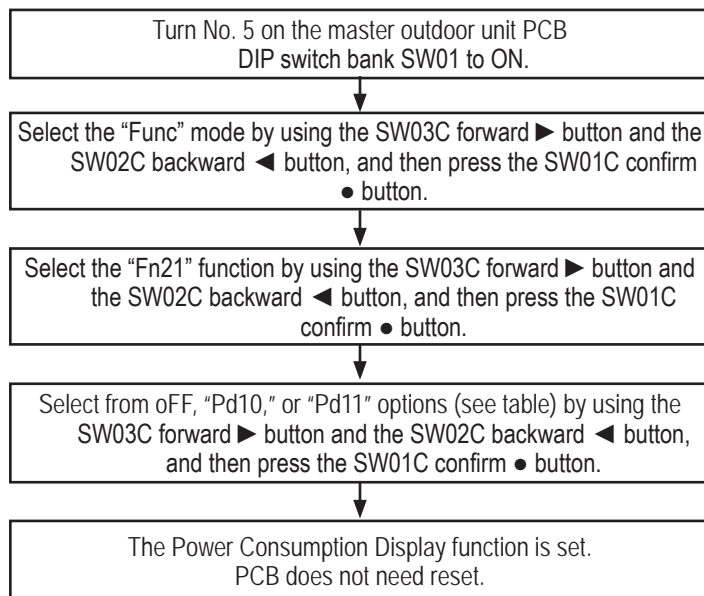 Turn No. 5 on the master outdoor unit PCB
DIP switch bank SW01 to ON.
Select the “Func” mode by using the SW03C forward ► button and the
SW02C backward ◄ button, and then press the SW01C confirm
● button.
Select the “Fn21” function by using the SW03C forward ► button and
the SW02C backward ◄ button, and then press the SW01C
confirm ● button.
Select from oFF, “Pd10,” or “Pd11” options (see table) by using the
SW03C forward ► button and the SW02C backward ◄ button,
and then press the SW01C confirm ● button.
The Power Consumption Display function is set.
PCB does not need reset.